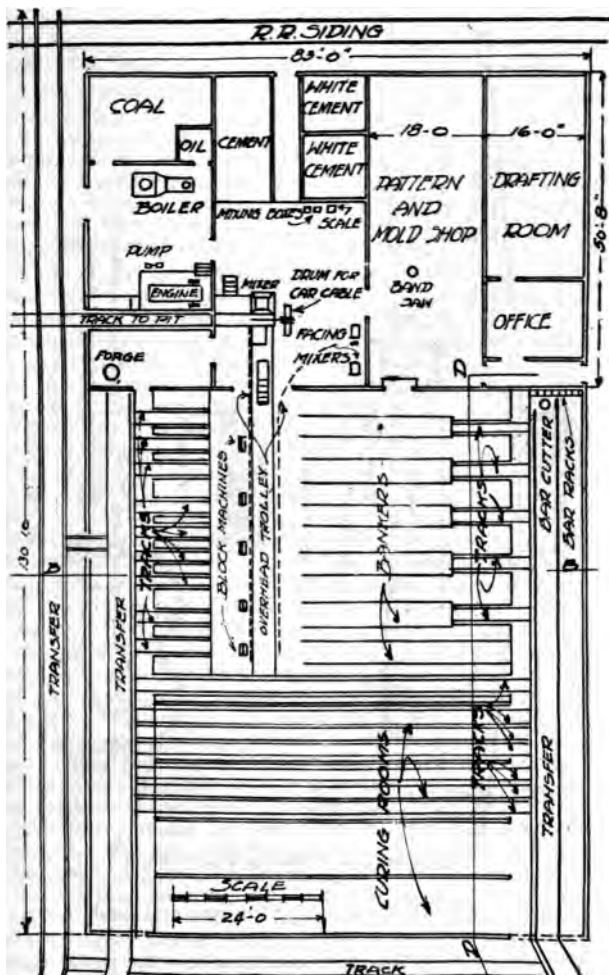 R.R. SIDING
83'-0"
COAL
OIL
CEMENT
WHITE
CEMENT
WHITE
CEMENT
18-0
16-0"
50'-8"
PATTERN
AND
MOLD SHOP
DRAFTING
ROOM
BOILER
MIXING BOXES
SCALE
PUMP
ENGINE
MIXER
DRUM FOR
CAR CABLE
BAND
SAW
TRACK TO PIT
FACING
MIXERS
OFFICE
FORGE
D
TRACKS
BLOCK MACHINES
OVERHEAD TROLLEY
BANKERS
TRACKS
BAR CUTTER
BAR RACKS
TRANSFER
TRANSFER
TRACKS
CURING ROOMS
TRANSFER
SCALE
24'-0
D
TRACK